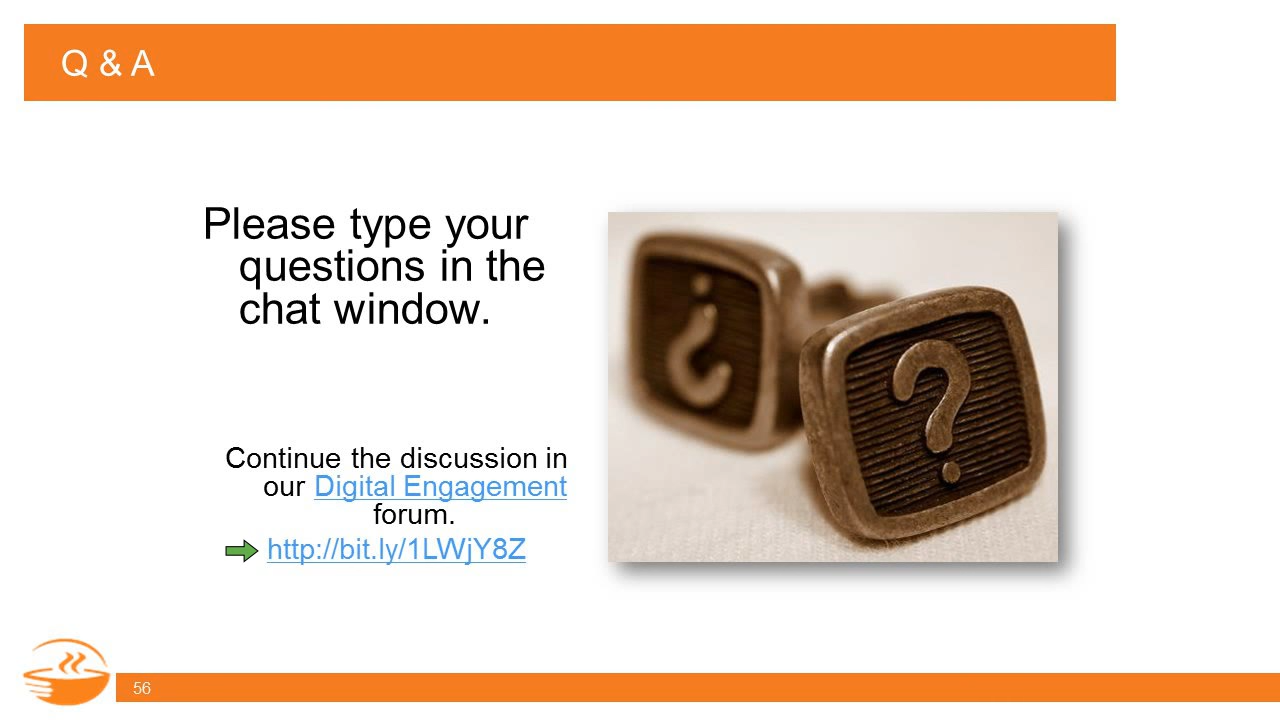 Q & A
Please type your
questions in the
chat window.
Continue the discussion in
our Digital Engagement
forum.
http://bit.ly/1LWjY8Z
56